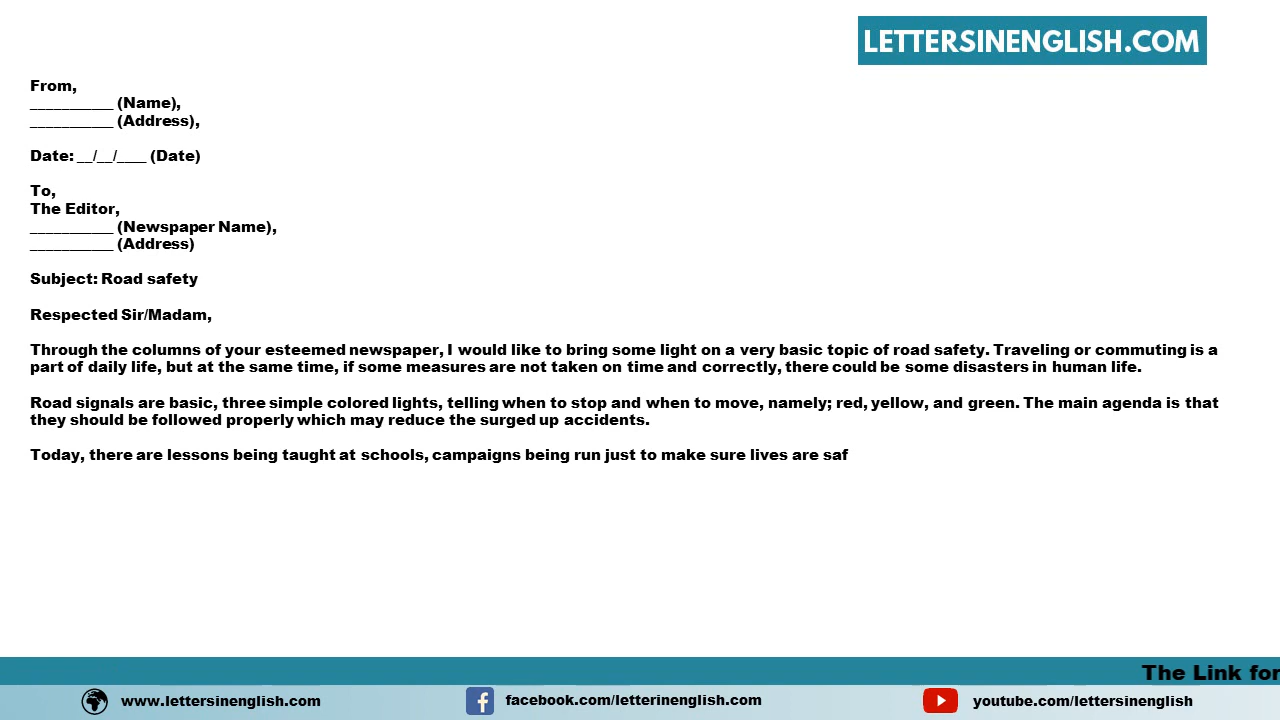 LETTERSINENGLISH.COM
From,
___________ (Name),
___________ (Address),
Date: __/__/____ (Date)
To,
The Editor,
___________ (Newspaper Name),
___________ (Address)
Subject: Road safety
Respected Sir/Madam,
Through the columns of your esteemed newspaper, I would like to bring some light on a very basic topic of road safety. Traveling or commuting is a
part of daily life, but at the same time, if some measures are not taken on time and correctly, there could be some disasters in human life.
Road signals are basic, three simple colored lights, telling when to stop and when to move, namely; red, yellow, and green. The main agenda is that
they should be followed properly which may reduce the surged up accidents.
Today, there are lessons being taught at schools, campaigns being run just to make sure lives are saf
The Link for
www.lettersinenglish.com
facebook.com/letterinenglish.com
youtube.com/lettersinenglish